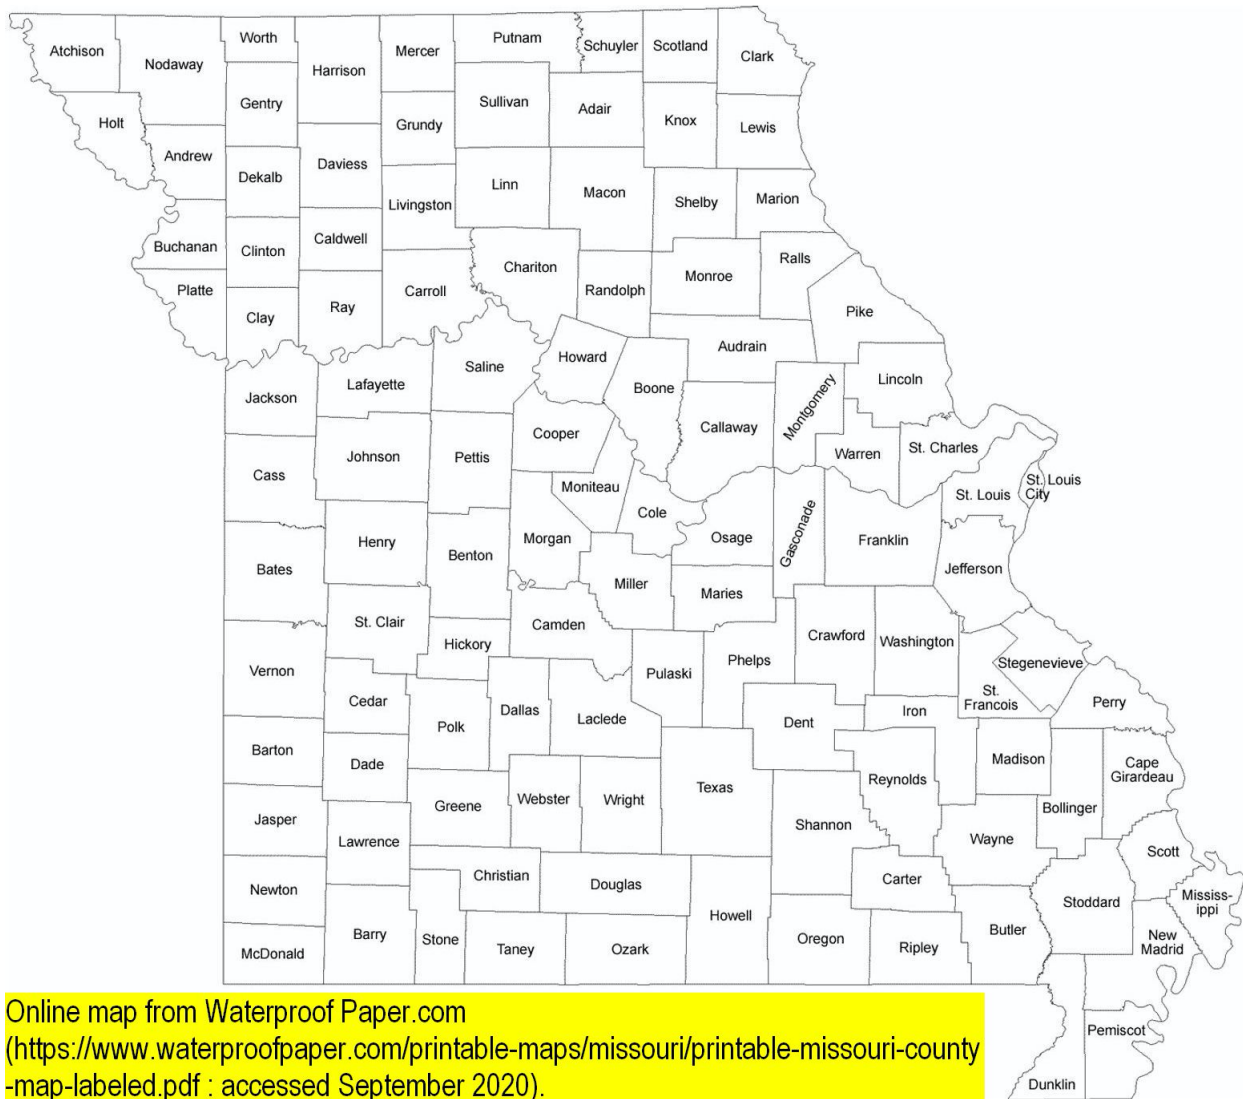 Atchison
Nodaway
Worth
Harrison
Mercer
Putnam
Schuyler
Scotland
Clark
Holt
Gentry
Grundy
Sullivan
Adair
Knox
Lewis
Andrew
Dekalb
Daviess
Livingston
Linn
Macon
Shelby
Marion
Buchanan
Clinton
Caldwell
Chariton
Randolph
Monroe
Ralls
Platte
Clay
Ray
Carroll
Pike
Audrain
Howard
Saline
Lafayette
Jackson
Boone
Callaway
Montgomery
Lincoln
Warren
St. Charles
Cass
Johnson
Pettis
Cooper
Moniteau
Cole
St. Louis
St. Louis
City
Osage
Gasconade
Franklin
Jefferson
Bates
Henry
Benton
Morgan
Miller
Maries
St. Clair
Hickory
Camden
Pulaski
Phelps
Crawford
Washington
St.
Francois
Stegenevieve
Perry
Vernon
Cedar
Polk
Dallas
Laclede
Dent
Iron
Madison
Bollinger
Cape
Girardeau
Barton
Dade
Greene
Webster
Wright
Texas
Reynolds
Shannon
Wayne
Scott
Jasper
Lawrence
Christian
Douglas
Howell
Carter
Stoddard
Mississ-
ippi
Newton
McDonald
Barry
Stone
Taney
Ozark
Oregon
Ripley
Butler
New
Madrid
Pemiscot
Dunklin
Online map from Waterproof Paper.com
(https://www.waterproofpaper.com/printable-maps/missouri/printable-missouri-county
-map-labeled.pdf : accessed September 2020).